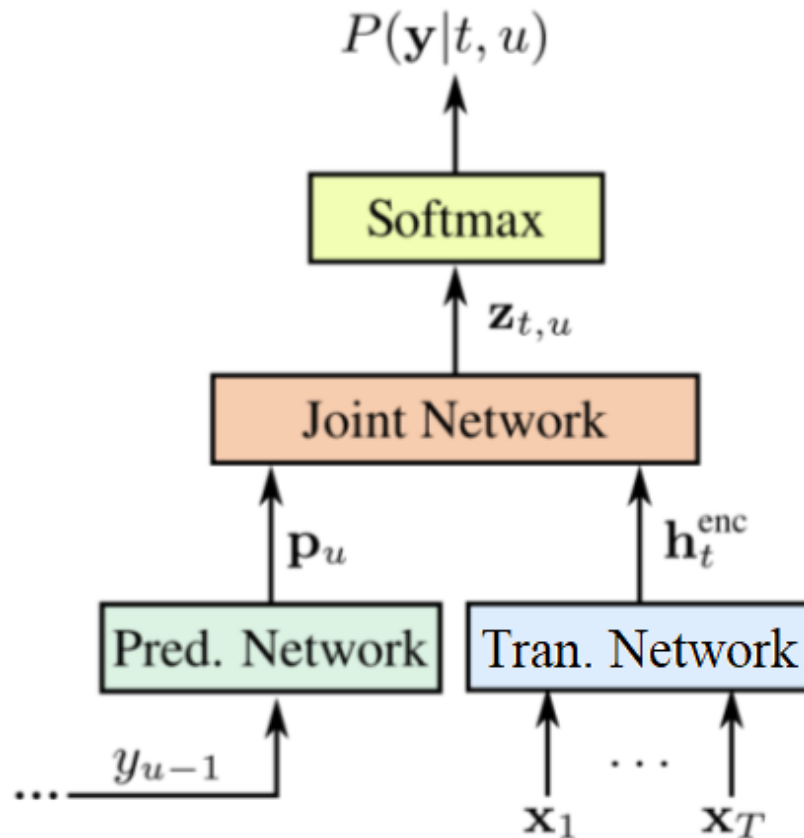 P(y|t, u)
Softmax
z_{t,u}
Joint Network
p_u h_t^{enc}
Pred. Network Tran. Network
y_{u−1}
... ···
x_1 x_T